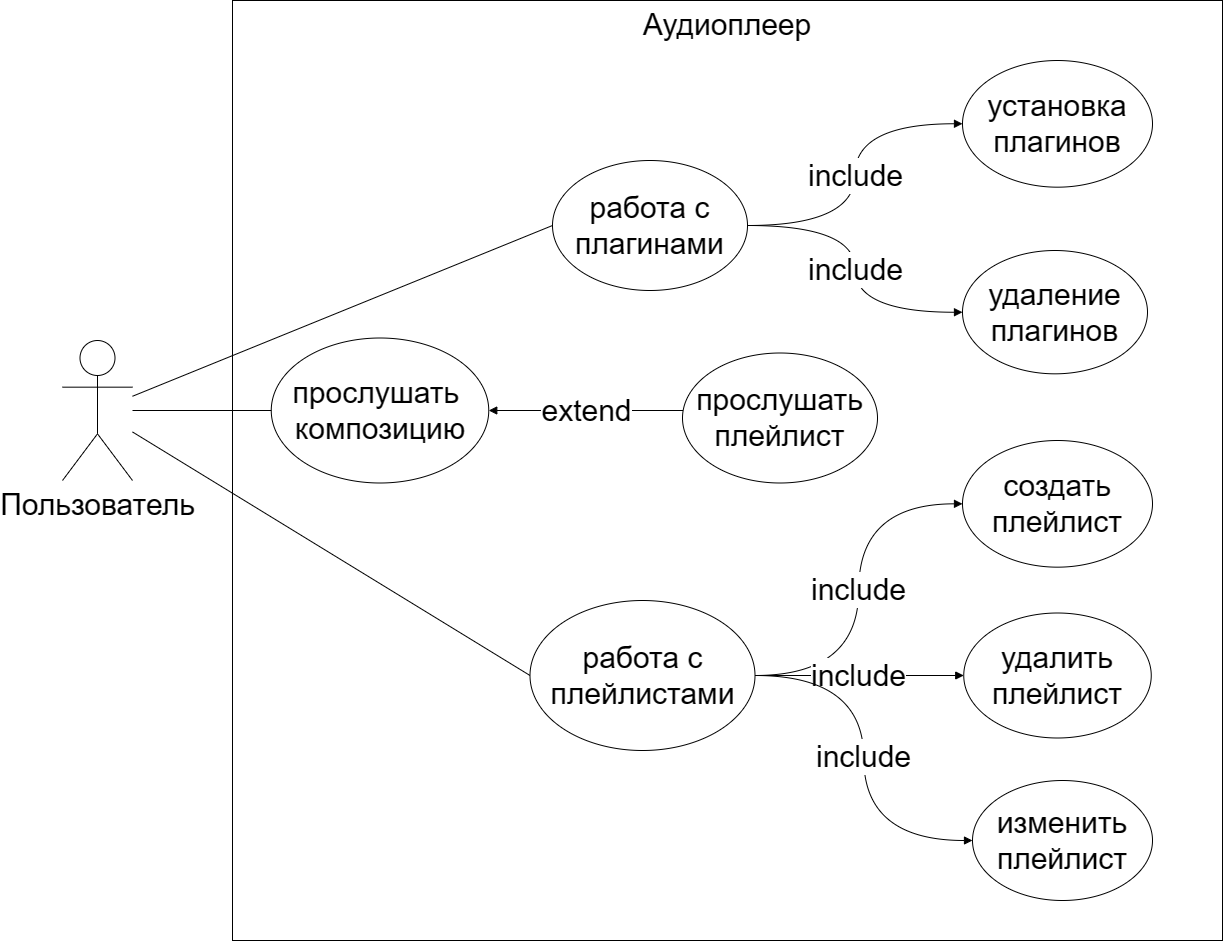 Аудиоплеер
установка
плагинов
include
работа с
плагинами
include
удаление
плагинов
прослушать
композицию
extend
прослушать
плейлист
Пользователь
создать
плейлист
include
работа с
плейлистами
include
удалить
плейлист
include
изменить
плейлист